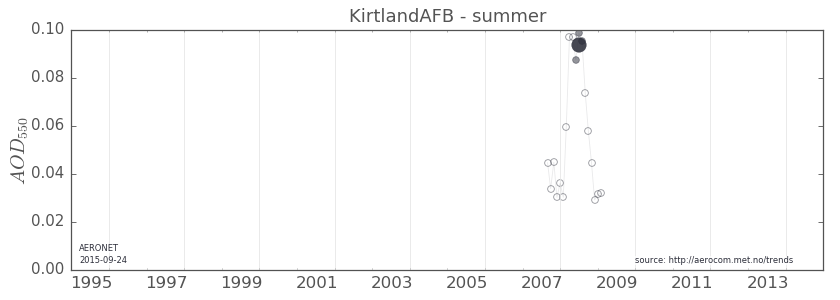 KirtlandAFB - summer
0.10
0.08
0.06
0.04
0.02
0.00
AOD550
AERONET
2015-09-24
source: http://aerocom.met.no/trends
1995 1997 1999 2001 2003 2005 2007 2009 2011 2013